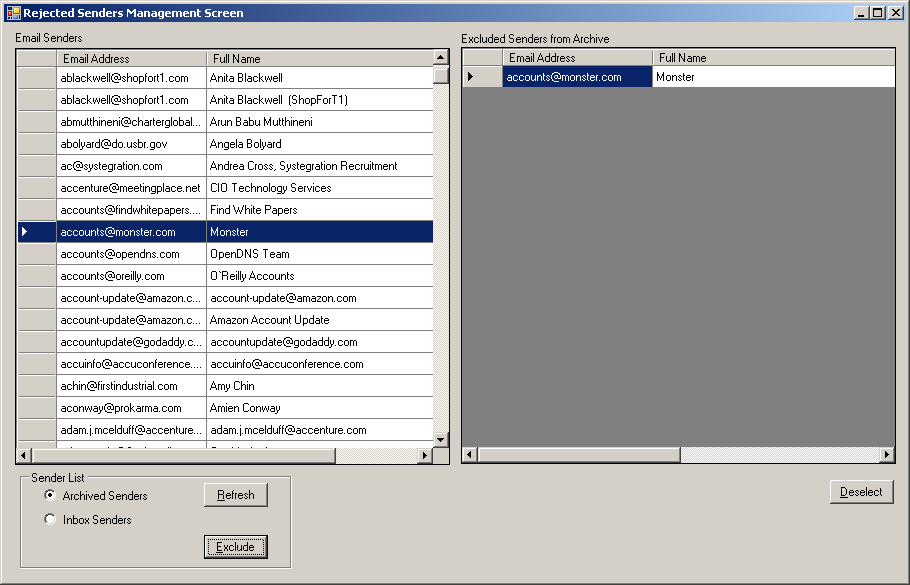 Rejected Senders Management Screen
Email Senders
Email Address Full Name
ablackwell@shopfort1.com Anita Blackwell
ablackwell@shopfort1.com Anita Blackwell (ShopForT1)
abmutthineni@charterglobal... Arun Babu Mutthineni
abolyard@do.usbr.gov Angela Bolyard
ac@systegration.com Andrea Cross, Systegration Recruitment
accenture@meetingplace.net CIO Technology Services
accounts@findwhitepapers.... Find White Papers
accounts@monster.com Monster
accounts@opendns.com OpenDNS Team
accounts@oreilly.com O`Reilly Accounts
account-update@amazon.c... account-update@amazon.com
account-update@amazon.c... Amazon Account Update
accountupdate@godaddy.c... accountupdate@godaddy.com
accuinfo@accuconference.... accuinfo@accuconference.com
achin@firstindustrial.com Amy Chin
aconway@prokarma.com Amien Conway
adam.j.mcelduff@accenture... adam.j.mcelduff@accenture.com
Excluded Senders from Archive
Email Address Full Name
accounts@monster.com Monster
Sender List
Archived Senders
Refresh
Inbox Senders
Exclude
Deselect